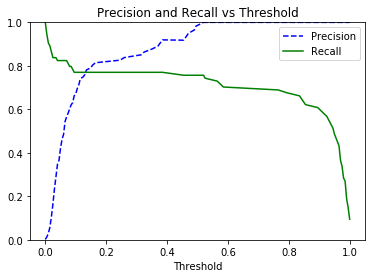 Precision and Recall vs Threshold
1.0
0.8
0.6
0.4
0.2
0.0
Precision
Recall
0.0 0.2 0.4 0.6 0.8 1.0
Threshold